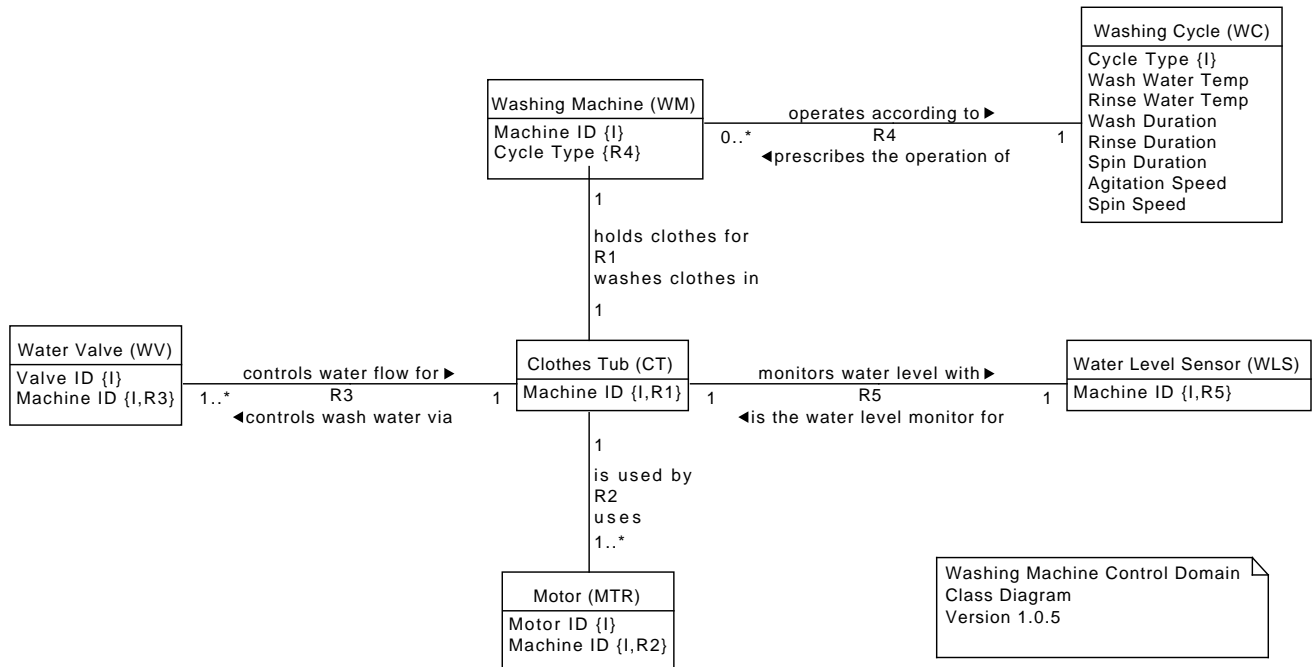 Washing Cycle (WC)
Cycle Type {I}
Wash Water Temp
Rinse Water Temp
Wash Duration
Rinse Duration
Spin Duration
Agitation Speed
Spin Speed
Washing Machine (WM)
Machine ID {I}
Cycle Type {R4}
operates according to ▶
0..* R4 1
◀prescribes the operation of
1
holds clothes for
R1
washes clothes in
1
Water Valve (WV)
Valve ID {I}
Machine ID {I,R3}
controls water flow for ▶
1..* R3 1
◀controls wash water via
Clothes Tub (CT)
Machine ID {I,R1}
monitors water level with▶
1 R5 1
◀is the water level monitor for
Water Level Sensor (WLS)
Machine ID {I,R5}
1
is used by
R2
uses
1..*
Motor (MTR)
Motor ID {I}
Machine ID {I,R2}
Washing Machine Control Domain
Class Diagram
Version 1.0.5